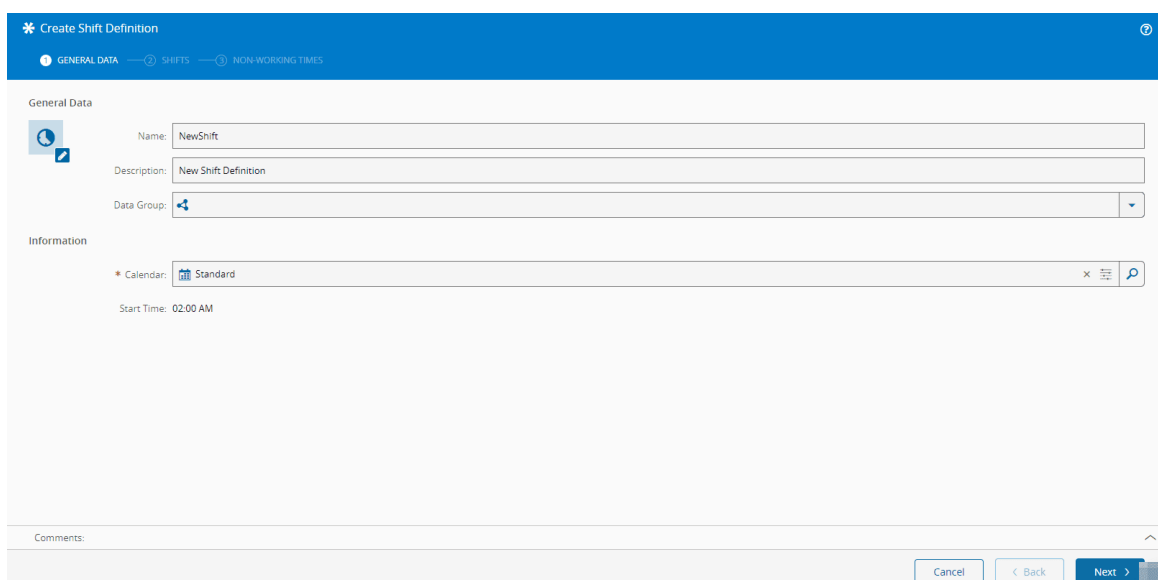 Create Shift Definition
1 GENERAL DATA 2 SHIFTS 3 NON-WORKING TIMES
General Data
Name: NewShift
Description: New Shift Definition
Data Group:
Information
* Calendar: Standard
Start Time: 02:00 AM
Comments:
Cancel < Back Next >